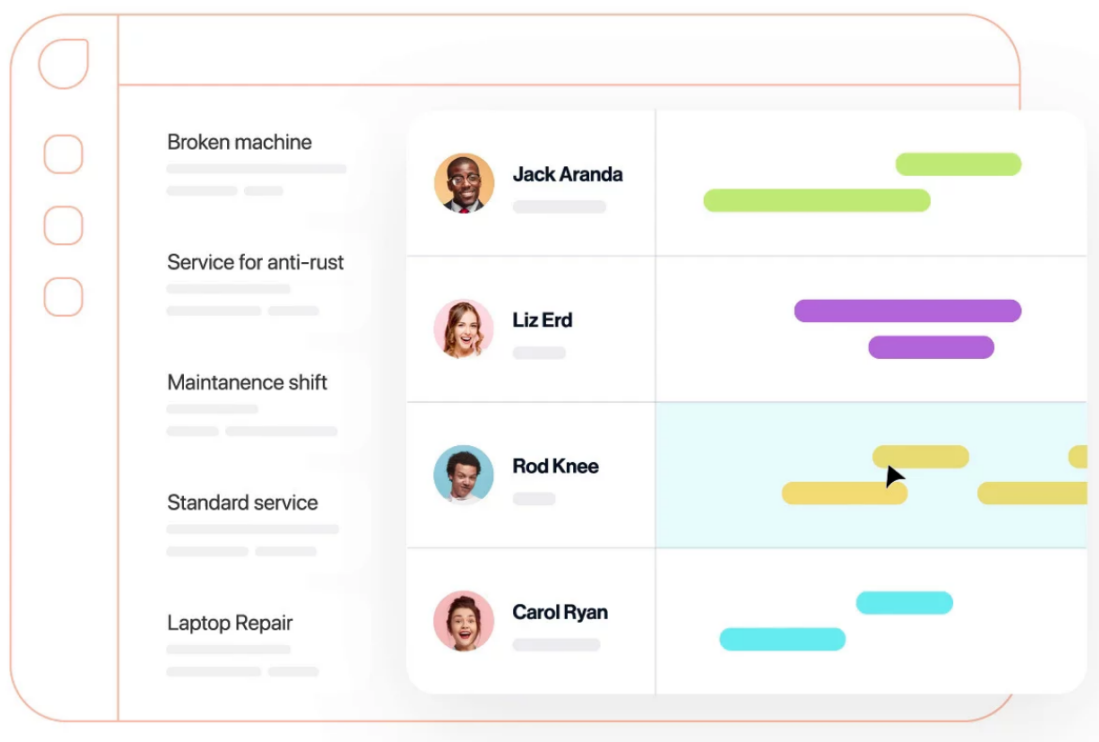 Broken machine
Service for anti-rust
Maintanence shift
Standard service
Laptop Repair
Jack Aranda
Liz Erd
Rod Knee
Carol Ryan